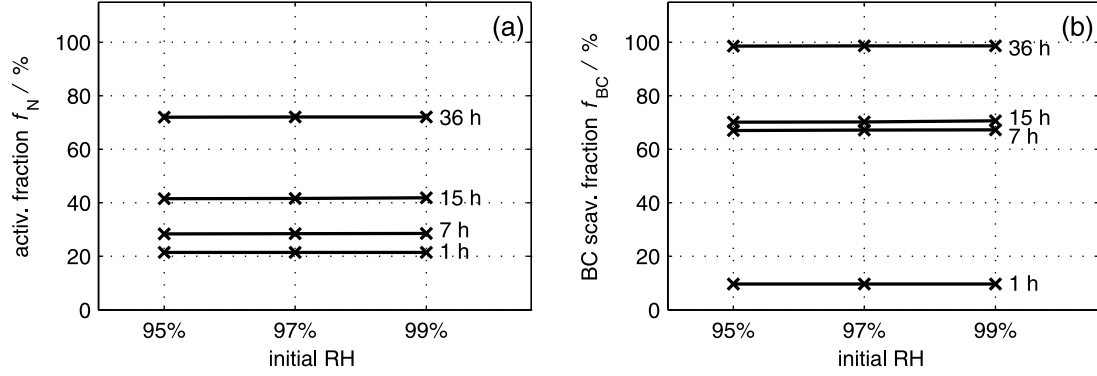 (a)
activ. fraction f_N / %
100
80
60
40
20
0
36 h
15 h
7 h
1 h
95%
97%
99%
initial RH
(b)
BC scav. fraction f_BC / %
100
80
60
40
20
0
36 h
15 h
7 h
1 h
95%
97%
99%
initial RH